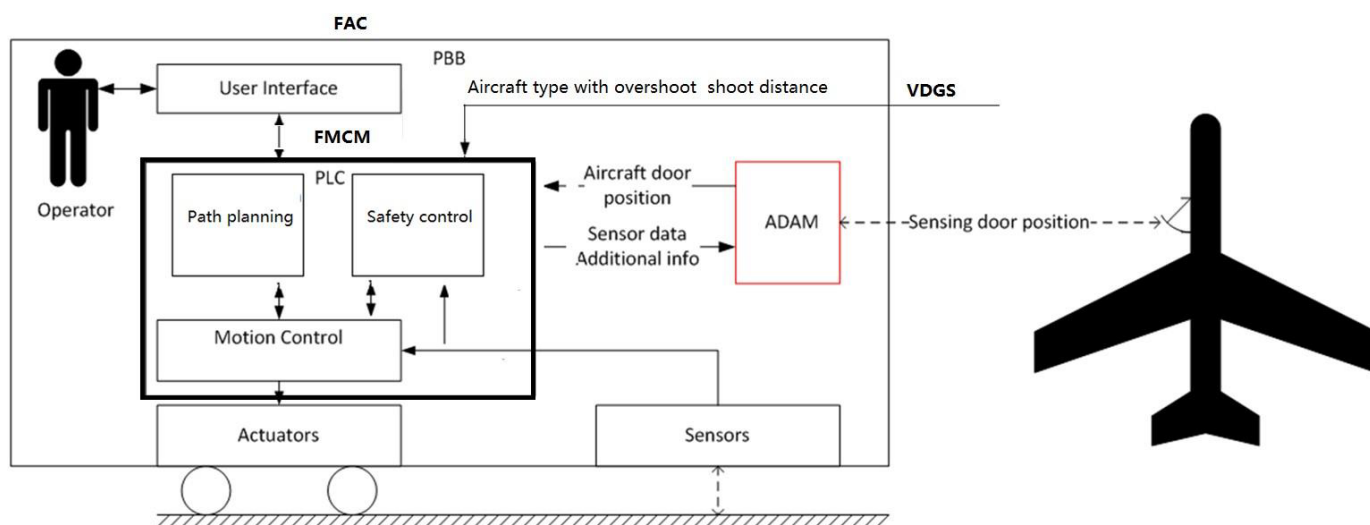 FAC
PBB
User Interface
Aircraft type with overshoot shoot distance
VDGS
FMCM
PLC
Operator
Path planning
Safety control
Aircraft door
position
Sensor data
Additional info
ADAM
Sensing door position
Motion Control
Actuators
Sensors